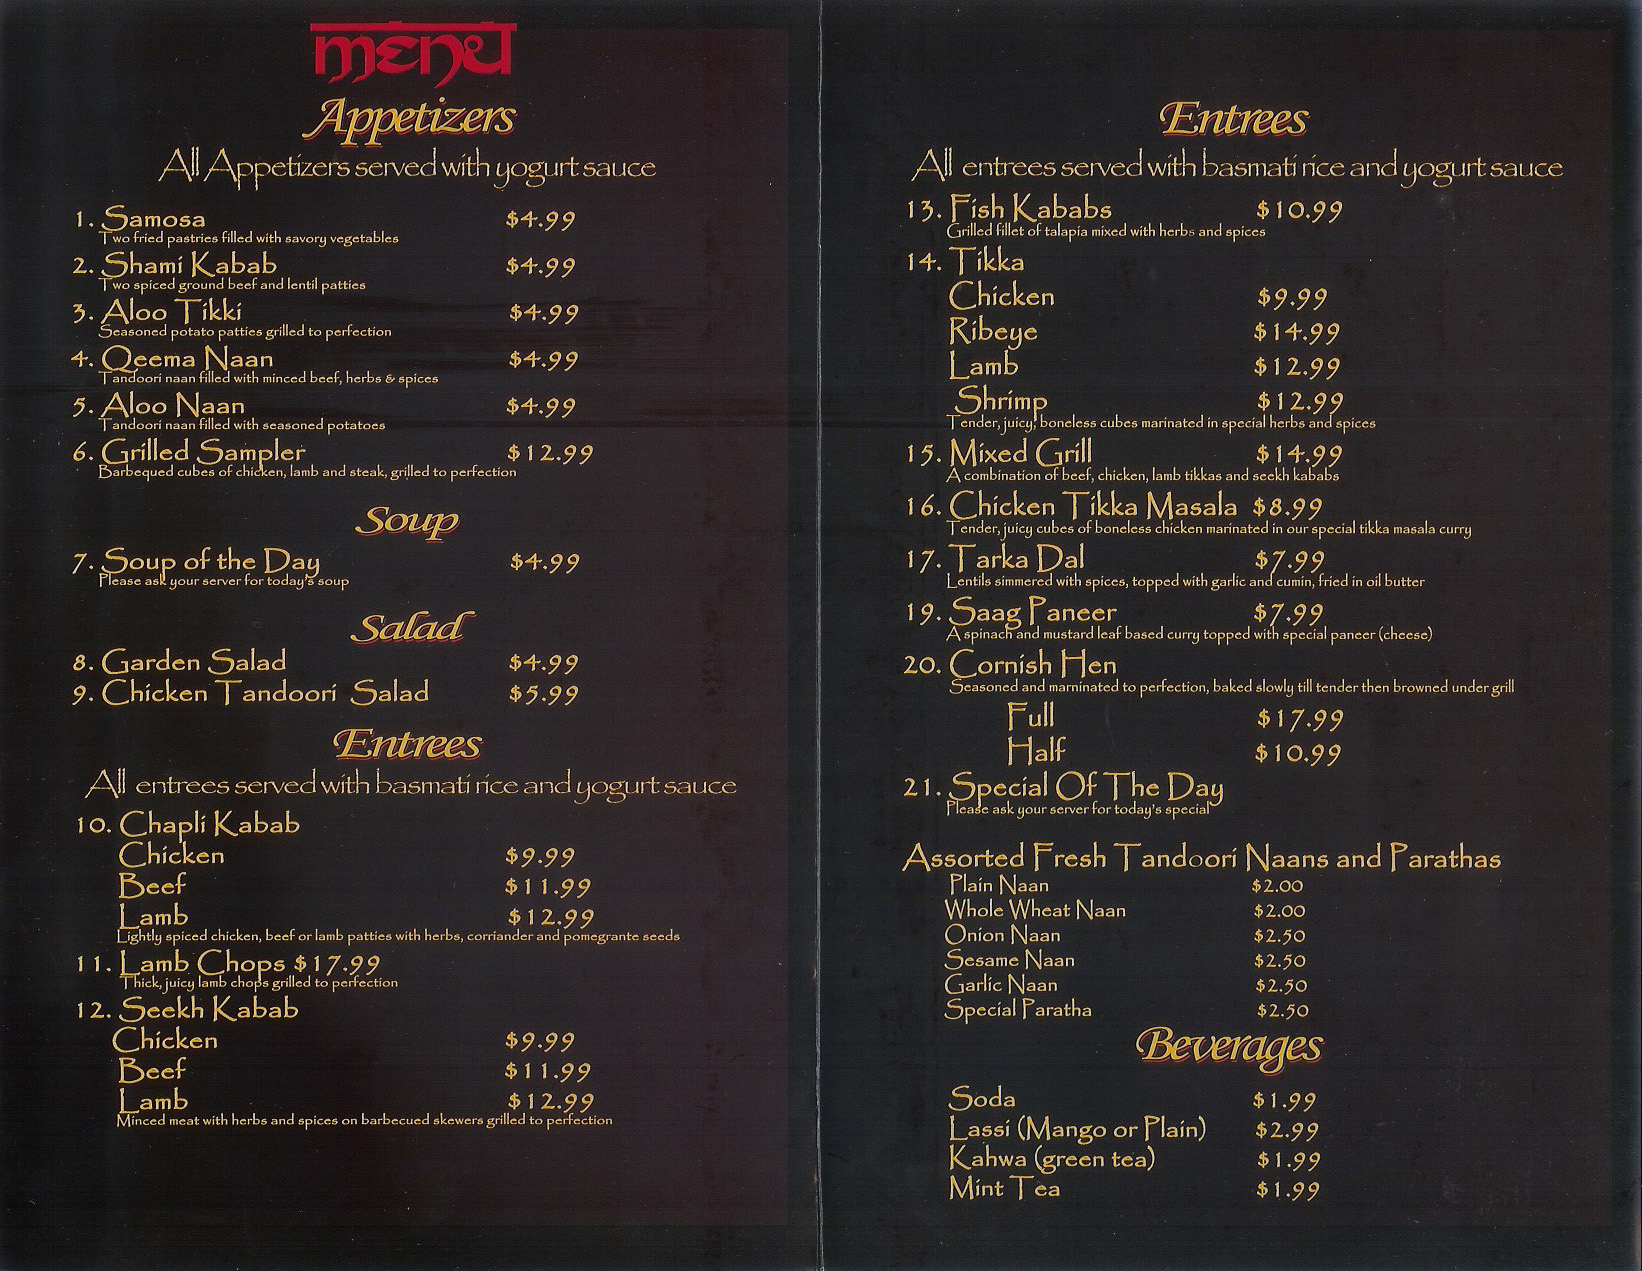 menu
Appetizers
All Appetizers served with yogurt sauce
1. Samosa $4.99
Two fried pastries filled with savory vegetables
2. Shami Kabab $4.99
Two spiced ground beef and lentil patties
3. Aloo Tikki $4.99
Seasoned potato patties grilled to perfection
4. Qeema Naan $4.99
Tandoori naan filled with minced beef, herbs & spices
5. Aloo Naan $4.99
Tandoori naan filled with seasoned potatoes
6. Grilled Sampler $12.99
Barbequed cubes of chicken, lamb and steak, grilled to perfection
Soup
7. Soup of the Day $4.99
Please ask your server for today's soup
Salad
8. Garden Salad $4.99
9. Chicken Tandoori Salad $5.99
Entrees
All entrees served with basmati rice and yogurt sauce
10. Chapli Kabab
Chicken $9.99
Beef $11.99
Lamb $12.99
Lightly spiced chicken, beef or lamb patties with herbs, corriander and pomegrante seeds
11. Lamb Chops $17.99
Thick, juicy lamb chops grilled to perfection
12. Seekh Kabab
Chicken $9.99
Beef $11.99
Lamb $12.99
Minced meat with herbs and spices on barbecued skewers grilled to perfection
Entrees
All entrees served with basmati rice and yogurt sauce
13. Fish Kababs $10.99
Grilled fillet of talapia mixed with herbs and spices
14. Tikka
Chicken $9.99
Ribeye $14.99
Lamb $12.99
Shrimp $12.99
Tender, juicy, boneless cubes marinated in special herbs and spices
15. Mixed Grill $14.99
A combination of beef, chicken, lamb tikkas and seekh kababs
16. Chicken Tikka Masala $8.99
Tender, juicy cubes of boneless chicken marinated in our special tikka masala curry
17. Tarka Dal $7.99
Lentils simmered with spices, topped with garlic and cumin, fried in oil butter
19. Saag Paneer $7.99
A spinach and mustard leaf based curry topped with special paneer (cheese)
20. Cornish Hen
Seasoned and marninated to perfection, baked slowly till tender then browned under grill
Full $17.99
Half $10.99
21. Special Of The Day
Please ask your server for today's special
Assorted Fresh Tandoori Naans and Parathas
Plain Naan $2.00
Whole Wheat Naan $2.00
Onion Naan $2.50
Sesame Naan $2.50
Garlic Naan $2.50
Special Paratha $2.50
Beverages
Soda $1.99
Lassi (Mango or Plain) $2.99
Kahwa (green tea) $1.99
Mint Tea $1.99